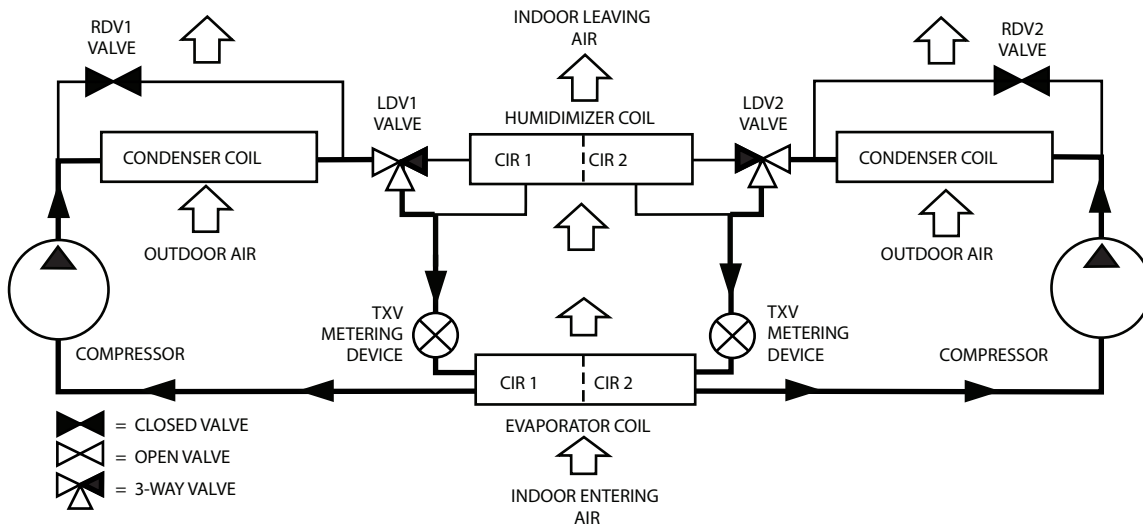 INDOOR LEAVING
AIR
RDV1
VALVE
RDV2
VALVE
LDV1
VALVE
HUMIDIMIZER COIL
LDV2
VALVE
CONDENSER COIL
CIR 1
CIR 2
CONDENSER COIL
OUTDOOR AIR
OUTDOOR AIR
TXV
METERING
DEVICE
TXV
METERING
DEVICE
COMPRESSOR
COMPRESSOR
CIR 1
CIR 2
EVAPORATOR COIL
= CLOSED VALVE
= OPEN VALVE
= 3-WAY VALVE
INDOOR ENTERING
AIR